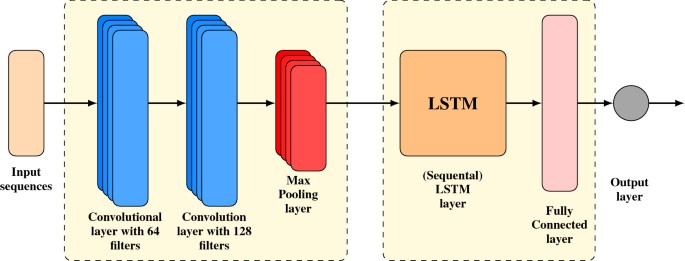 Input
sequences
Convolutional
layer with 64
filters
Convolution
layer with 128
filters
Max
Pooling
layer
LSTM
(Sequental)
LSTM
layer
Fully
Connected
layer
Output
layer